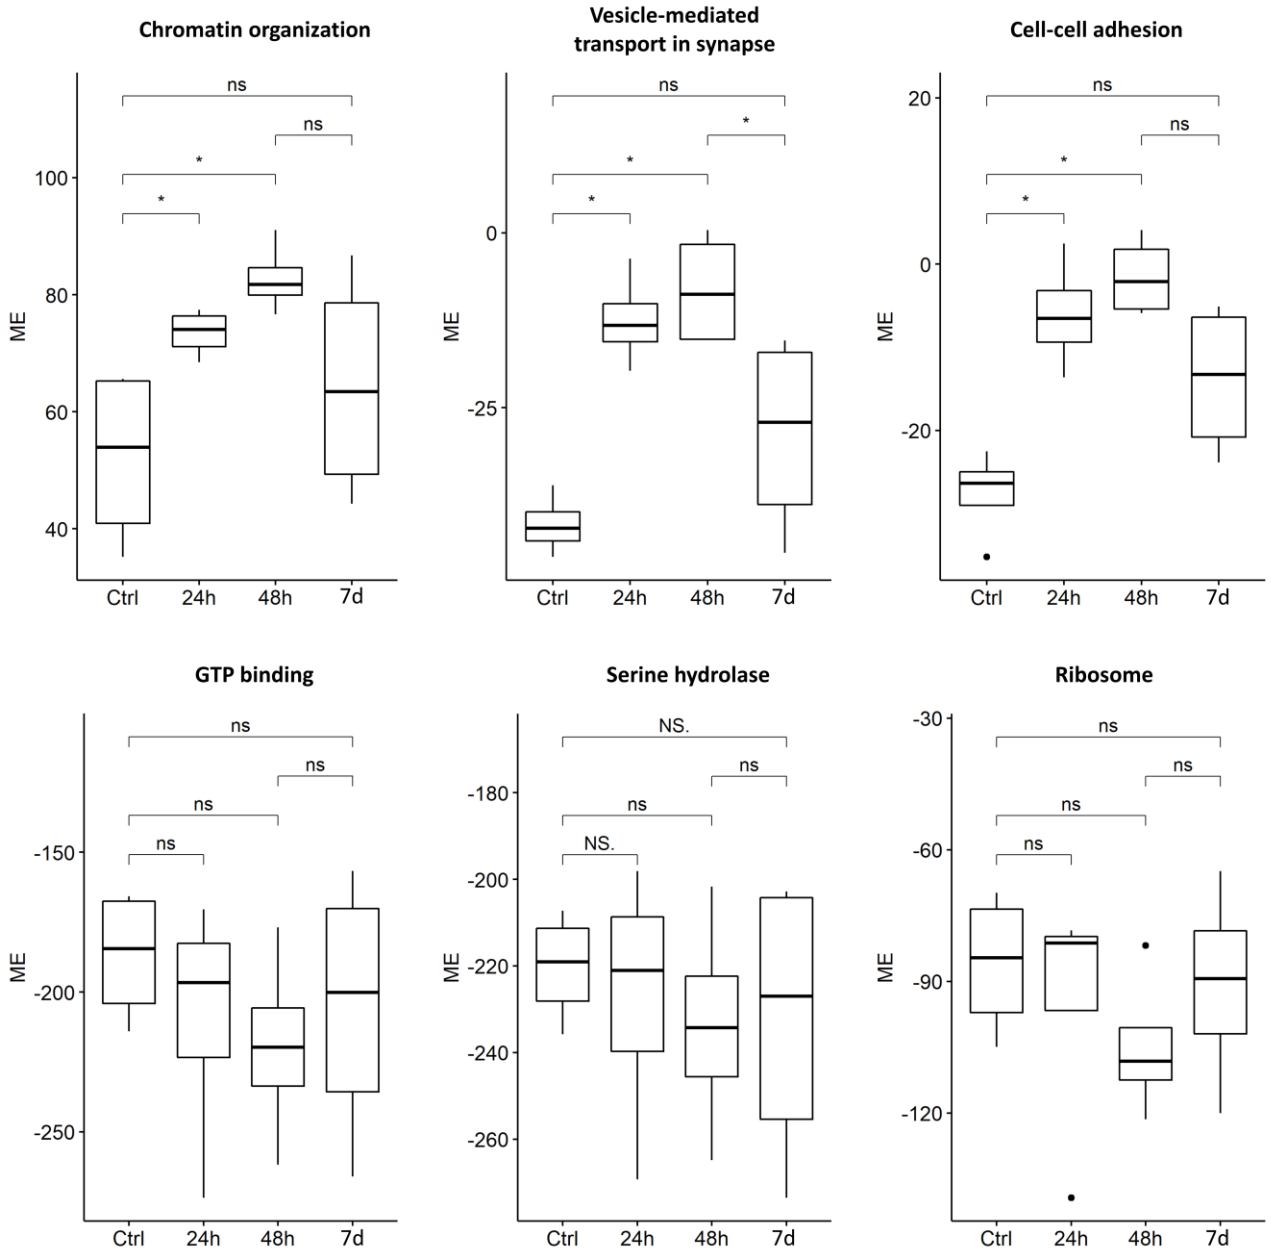 Chromatin organization
ns
ns
*
*
100
80
60
40
ME
Ctrl 24h 48h 7d
Vesicle-mediated
transport in synapse
ns
*
*
*
0
-25
ME
Ctrl 24h 48h 7d
Cell-cell adhesion
20
ns
ns
*
*
0
-20
ME
Ctrl 24h 48h 7d
GTP binding
ns
ns
ns
ns
-150
-200
-250
ME
Ctrl 24h 48h 7d
Serine hydrolase
NS.
ns
-180
ns
NS.
-200
-220
-240
-260
ME
Ctrl 24h 48h 7d
Ribosome
-30
ns
ns
ns
ns
-60
-90
-120
ME
Ctrl 24h 48h 7d